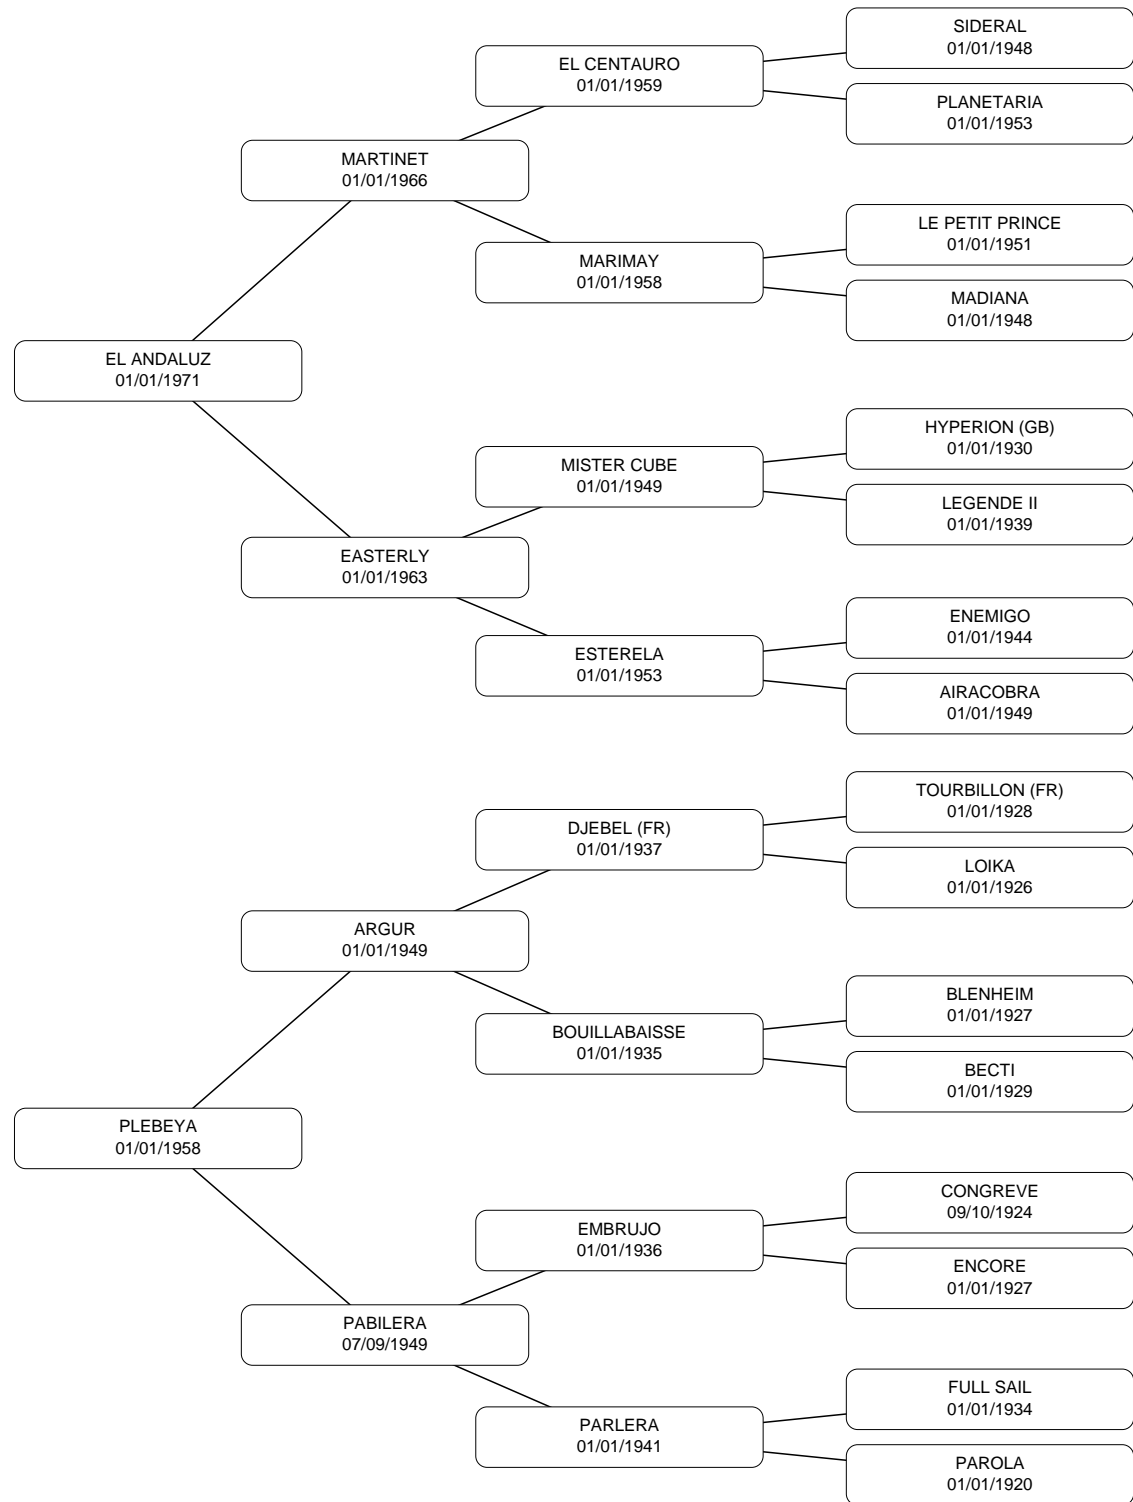 SIDERAL
01/01/1948
EL CENTAURO
01/01/1959
PLANETARIA
01/01/1953
MARTINET
01/01/1966
LE PETIT PRINCE
01/01/1951
MARIMAY
01/01/1958
MADIANA
01/01/1948
EL ANDALUZ
01/01/1971
HYPERION (GB)
01/01/1930
MISTER CUBE
01/01/1949
LEGENDE II
01/01/1939
EASTERLY
01/01/1963
ENEMIGO
01/01/1944
ESTERELA
01/01/1953
AIRACOBRA
01/01/1949
TOURBILLON (FR)
01/01/1928
DJEBEL (FR)
01/01/1937
LOIKA
01/01/1926
ARGUR
01/01/1949
BLENHEIM
01/01/1927
BOUILLABAISSE
01/01/1935
BECTI
01/01/1929
PLEBEYA
01/01/1958
CONGREVE
09/10/1924
EMBRUJO
01/01/1936
ENCORE
01/01/1927
PABILERA
07/09/1949
FULL SAIL
01/01/1934
PARLERA
01/01/1941
PAROLA
01/01/1920